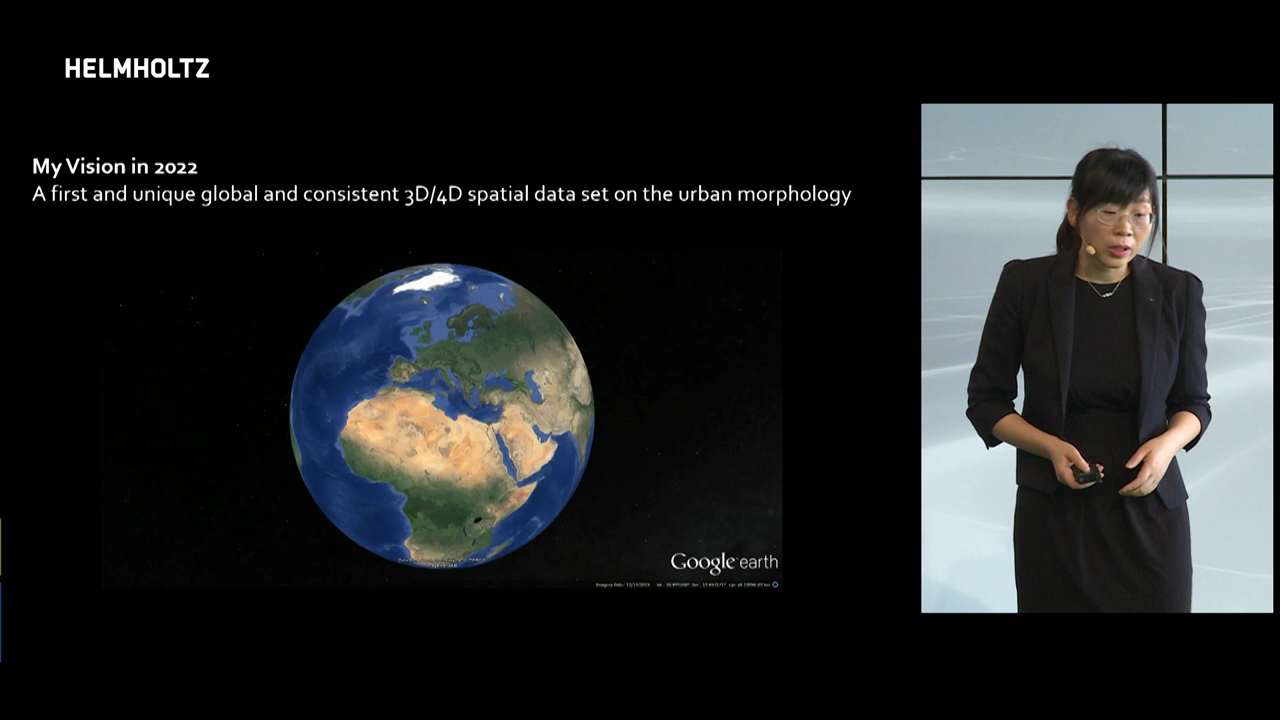 HELMHOLTZ
My Vision in 2022
A first and unique global and consistent 3D/4D spatial data set on the urban morphology
Google earth